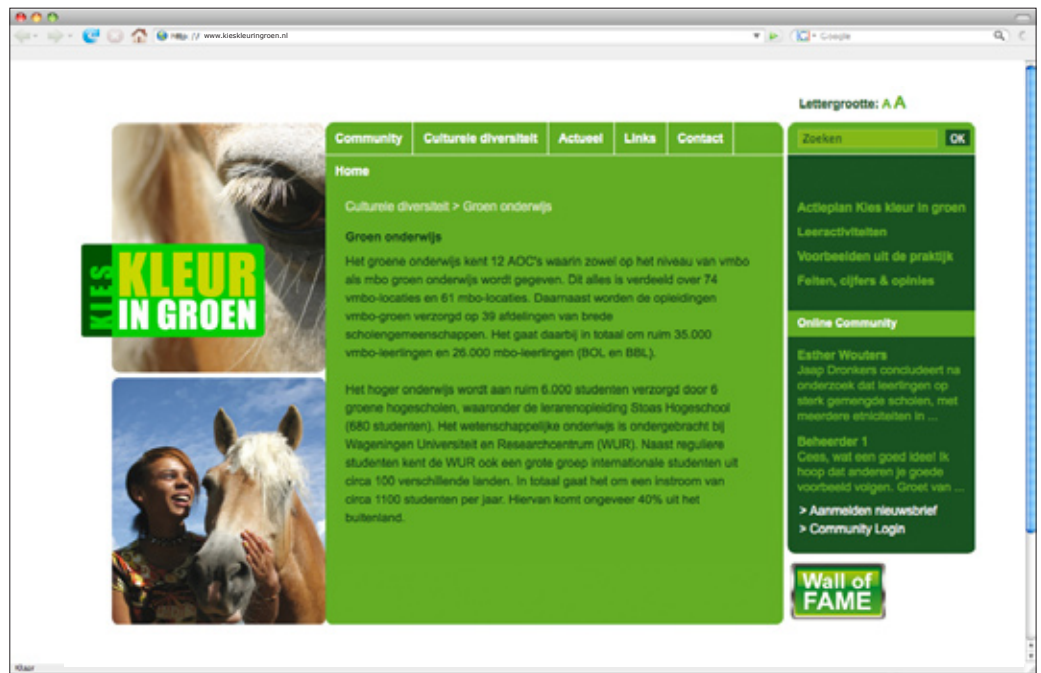 http:// www.kieskleuringroen.nl
Google
Lettergrootte: A A
Community
Culturele diversiteit
Actueel
Links
Contact
Zoeken
OK
Home
Culturele diversiteit > Groen onderwijs
Groen onderwijs
Het groene onderwijs kent 12 AOC's waarin zowel op het niveau van vmbo
als mbo groen onderwijs wordt gegeven. Dit alles is verdeeld over 74
vmbo-locaties en 61 mbo-locaties. Daarnaast worden de opleidingen
vmbo-groen verzorgd op 39 afdelingen van brede
scholengemeenschappen. Het gaat daarbij in totaal om ruim 35.000
vmbo-leerlingen en 26.000 mbo-leerlingen (BOL en BBL).
Het hoger onderwijs wordt aan ruim 6.000 studenten verzorgd door 6
groene hogescholen, waaronder de lerarenopleiding Stoas Hogeschool
(680 studenten). Het wetenschappelijke onderwijs is ondergebracht bij
Wageningen Universiteit en Researchcentrum (WUR). Naast reguliere
studenten kent de WUR ook een grote groep internationale studenten uit
circa 100 verschillende landen. In totaal gaat het om een instroom van
circa 1100 studenten per jaar. Hiervan komt ongeveer 40% uit het
buitenland.
KIES
KLEUR
IN GROEN
Actieplan Kies kleur in groen
Leeractiviteiten
Voorbeelden uit de praktijk
Feiten, cijfers & opinies
Online Community
Esther Wouters
Jaap Dronkers concludeert na
onderzoek dat leerlingen op
sterk gemengde scholen, met
meerdere etniciteiten in ...
Beheerder 1
Cees, wat een goed idee! Ik
hoop dat anderen je goede
voorbeeld volgen. Groet van ...
> Aanmelden nieuwsbrief
> Community Login
Wall of
FAME
Klaar